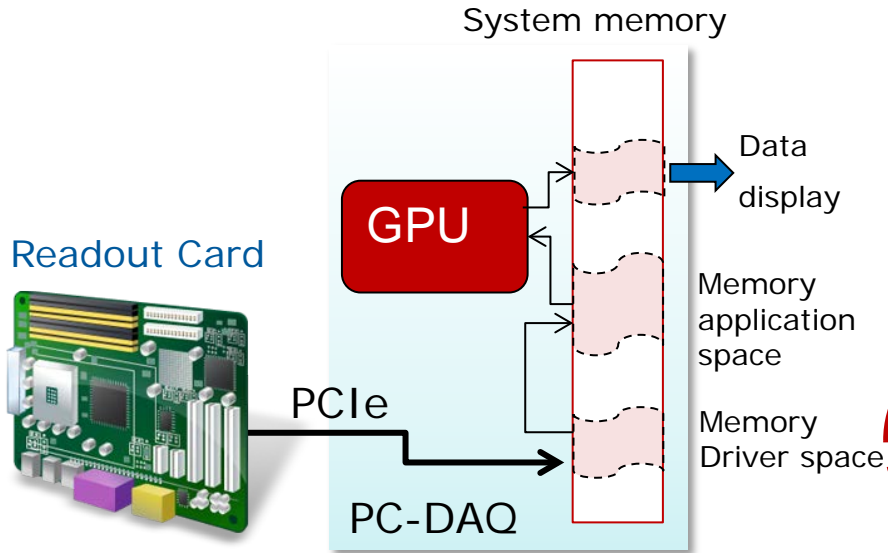 System memory
Data
display
GPU
Readout Card
Memory
application
space
PCIe
Memory
Driver space,
PC-DAQ